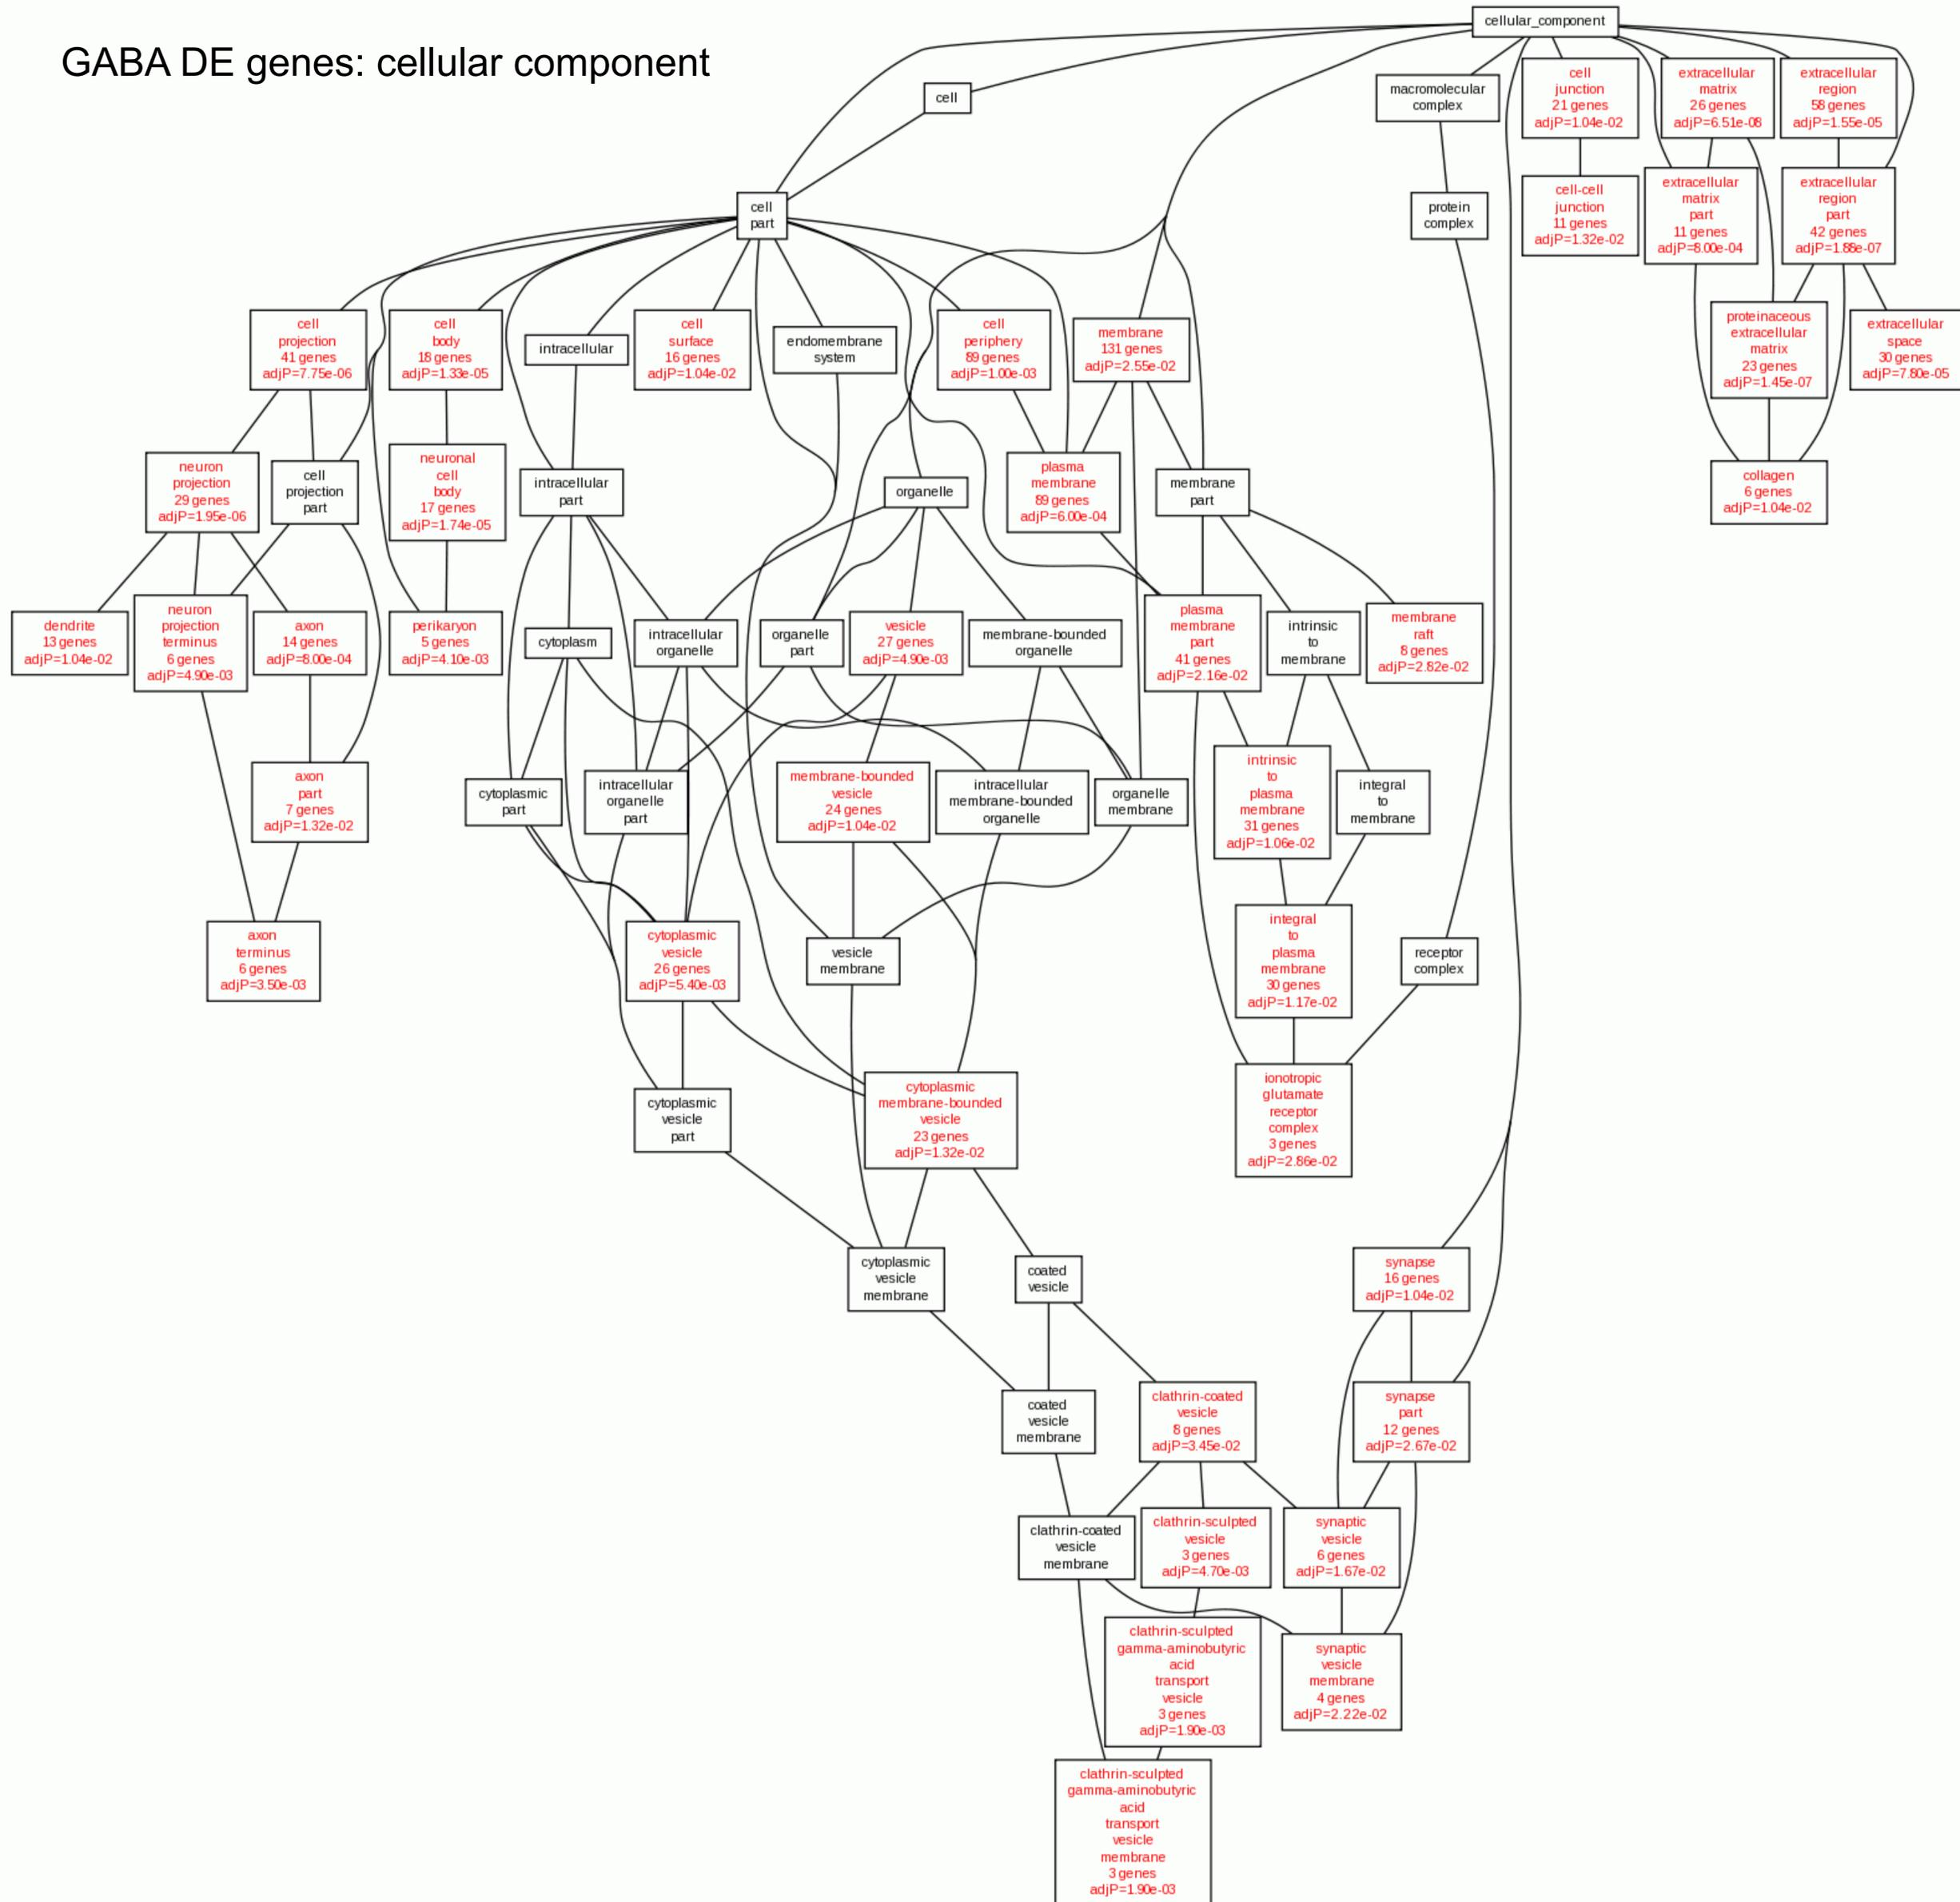 GABA DE genes: cellular component
cellular_component
cell
macromolecular
complex
cell
junction
21 genes
adjP=1.04e-02
extracellular
matrix
26 genes
adjP=6.51e-08
extracellular
region
58 genes
adjP=1.55e-05
cell
part
protein
complex
cell-cell
junction
11 genes
adjP=1.32e-02
extracellular
matrix
part
11 genes
adjP=8.00e-04
extracellular
region
part
42 genes
adjP=1.88e-07
cell
projection
41 genes
adjP=7.75e-06
cell
body
18 genes
adjP=1.33e-05
intracellular
cell
surface
16 genes
adjP=1.04e-02
endomembrane
system
cell
periphery
89 genes
adjP=1.00e-03
membrane
131 genes
adjP=2.55e-02
proteinaceous
extracellular
matrix
23 genes
adjP=1.45e-07
extracellular
space
30 genes
adjP=7.80e-05
neuron
projection
29 genes
adjP=1.95e-06
cell
projection
part
neuronal
cell
body
17 genes
adjP=1.74e-05
intracellular
part
organelle
plasma
membrane
89 genes
adjP=6.00e-04
membrane
part
collagen
6 genes
adjP=1.04e-02
dendrite
13 genes
adjP=1.04e-02
neuron
projection
terminus
6 genes
adjP=4.90e-03
axon
14 genes
adjP=8.00e-04
perikaryon
5 genes
adjP=4.10e-03
cytoplasm
intracellular
organelle
organelle
part
vesicle
27 genes
adjP=4.90e-03
membrane-bounded
organelle
plasma
membrane
part
41 genes
adjP=2.16e-02
intrinsic
to
membrane
membrane
raft
8 genes
adjP=2.82e-02
axon
part
7 genes
adjP=1.32e-02
cytoplasmic
part
intracellular
organelle
part
membrane-bounded
vesicle
24 genes
adjP=1.04e-02
intracellular
membrane-bounded
organelle
organelle
membrane
intrinsic
to
plasma
membrane
31 genes
adjP=1.06e-02
integral
to
membrane
axon
terminus
6 genes
adjP=3.50e-03
cytoplasmic
vesicle
26 genes
adjP=5.40e-03
vesicle
membrane
integral
to
plasma
membrane
30 genes
adjP=1.17e-02
receptor
complex
cytoplasmic
vesicle
part
cytoplasmic
membrane-bounded
vesicle
23 genes
adjP=1.32e-02
ionotropic
glutamate
receptor
complex
3 genes
adjP=2.86e-02
cytoplasmic
vesicle
membrane
coated
vesicle
synapse
16 genes
adjP=1.04e-02
coated
vesicle
membrane
clathrin-coated
vesicle
8 genes
adjP=3.45e-02
synapse
part
12 genes
adjP=2.67e-02
clathrin-coated
vesicle
membrane
clathrin-sculpted
vesicle
3 genes
adjP=4.70e-03
synaptic
vesicle
6 genes
adjP=1.67e-02
clathrin-sculpted
gamma-aminobutyric
acid
transport
vesicle
3 genes
adjP=1.90e-03
synaptic
vesicle
membrane
4 genes
adjP=2.22e-02
clathrin-sculpted
gamma-aminobutyric
acid
transport
vesicle
membrane
3 genes
adjP=1.90e-03